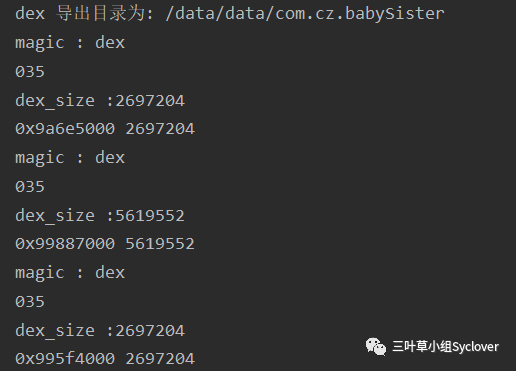 dex 导出目录为: /data/data/com.cz.babySister
magic : dex
035
dex_size :2697204
0x9a6e5000 2697204
magic : dex
035
dex_size :5619552
0x99887000 5619552
magic : dex
035
dex_size :2697204
0x995f4000 2697204
三叶草小组Syclover